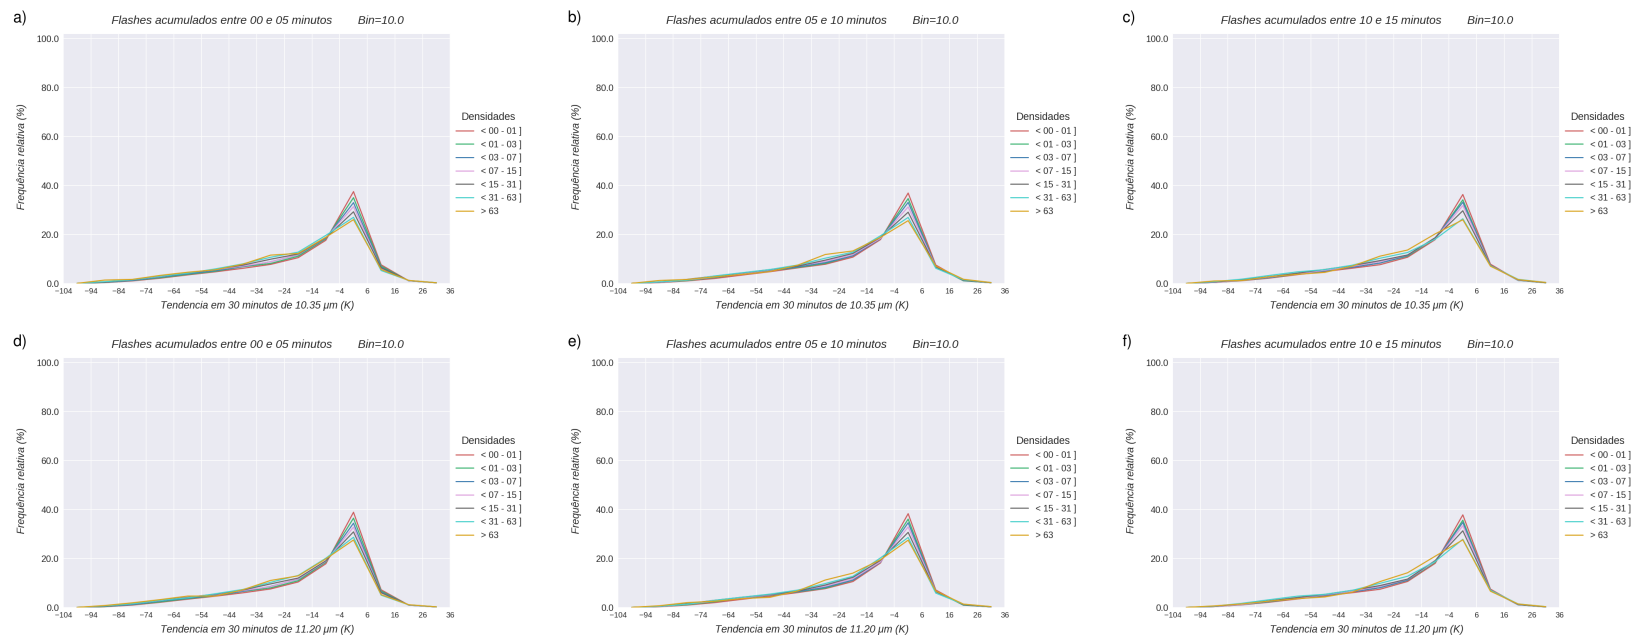 a)
Flashes acumulados entre 00 e 05 minutos Bin=10.0
100.0
80.0
60.0
40.0
20.0
0.0
Frequência relativa (%)
−104 −94 −84 −74 −64 −54 −44 −34 −24 −14 −4 6 16 26 36
Tendencia em 30 minutos de 10.35 μm (K)
Densidades
< 00 - 01 ]
< 01 - 03 ]
< 03 - 07 ]
< 07 - 15 ]
< 15 - 31 ]
< 31 - 63 ]
> 63
b)
Flashes acumulados entre 05 e 10 minutos Bin=10.0
100.0
80.0
60.0
40.0
20.0
0.0
Frequência relativa (%)
−104 −94 −84 −74 −64 −54 −44 −34 −24 −14 −4 6 16 26 36
Tendencia em 30 minutos de 10.35 μm (K)
Densidades
< 00 - 01 ]
< 01 - 03 ]
< 03 - 07 ]
< 07 - 15 ]
< 15 - 31 ]
< 31 - 63 ]
> 63
c)
Flashes acumulados entre 10 e 15 minutos Bin=10.0
100.0
80.0
60.0
40.0
20.0
0.0
Frequência relativa (%)
−104 −94 −84 −74 −64 −54 −44 −34 −24 −14 −4 6 16 26 36
Tendencia em 30 minutos de 10.35 μm (K)
Densidades
< 00 - 01 ]
< 01 - 03 ]
< 03 - 07 ]
< 07 - 15 ]
< 15 - 31 ]
< 31 - 63 ]
> 63
d)
Flashes acumulados entre 00 e 05 minutos Bin=10.0
100.0
80.0
60.0
40.0
20.0
0.0
Frequência relativa (%)
−104 −94 −84 −74 −64 −54 −44 −34 −24 −14 −4 6 16 26 36
Tendencia em 30 minutos de 11.20 μm (K)
Densidades
< 00 - 01 ]
< 01 - 03 ]
< 03 - 07 ]
< 07 - 15 ]
< 15 - 31 ]
< 31 - 63 ]
> 63
e)
Flashes acumulados entre 05 e 10 minutos Bin=10.0
100.0
80.0
60.0
40.0
20.0
0.0
Frequência relativa (%)
−104 −94 −84 −74 −64 −54 −44 −34 −24 −14 −4 6 16 26 36
Tendencia em 30 minutos de 11.20 μm (K)
Densidades
< 00 - 01 ]
< 01 - 03 ]
< 03 - 07 ]
< 07 - 15 ]
< 15 - 31 ]
< 31 - 63 ]
> 63
f)
Flashes acumulados entre 10 e 15 minutos Bin=10.0
100.0
80.0
60.0
40.0
20.0
0.0
Frequência relativa (%)
−104 −94 −84 −74 −64 −54 −44 −34 −24 −14 −4 6 16 26 36
Tendencia em 30 minutos de 11.20 μm (K)
Densidades
< 00 - 01 ]
< 01 - 03 ]
< 03 - 07 ]
< 07 - 15 ]
< 15 - 31 ]
< 31 - 63 ]
> 63